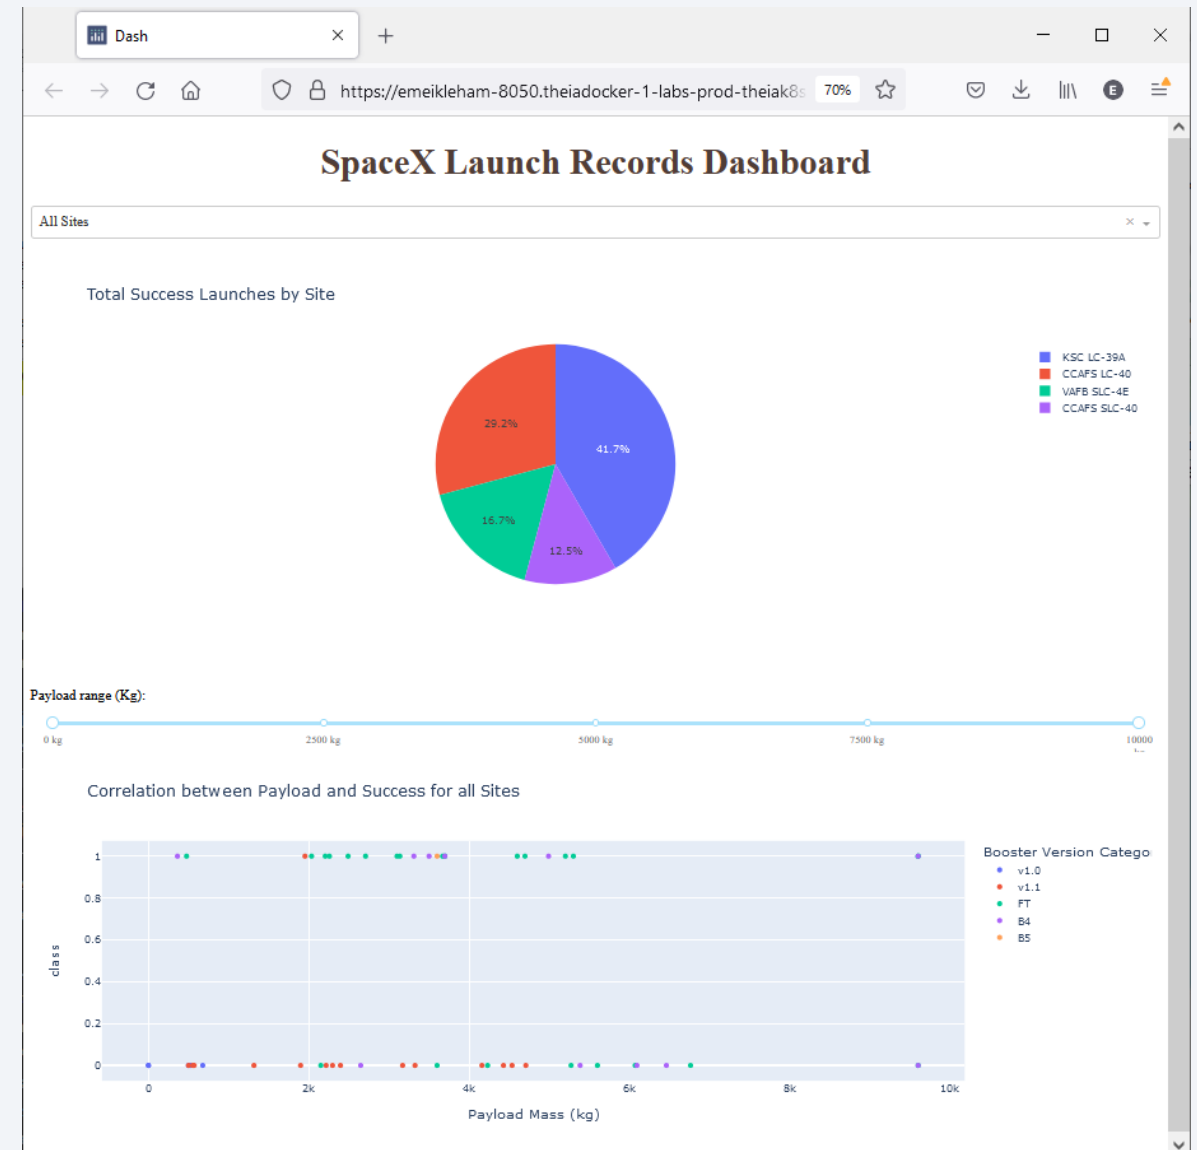 Dash
https://emeikleham-8050.theiadocker-1-labs-prod-theiak8s
70%
E
SpaceX Launch Records Dashboard
All Sites
Total Success Launches by Site
KSC LC-39A
CCAFS LC-40
VAFB SLC-4E
CCAFS SLC-40
29.2%
41.7%
16.7%
12.5%
Payload range (Kg):
0 kg
2500 kg
5000 kg
7500 kg
10000
Correlation between Payload and Success for all Sites
Booster Version Catego
v1.0
v1.1
FT
B4
B5
class
1
0.8
0.6
0.4
0.2
0
0
2k
4k
6k
8k
10k
Payload Mass (kg)